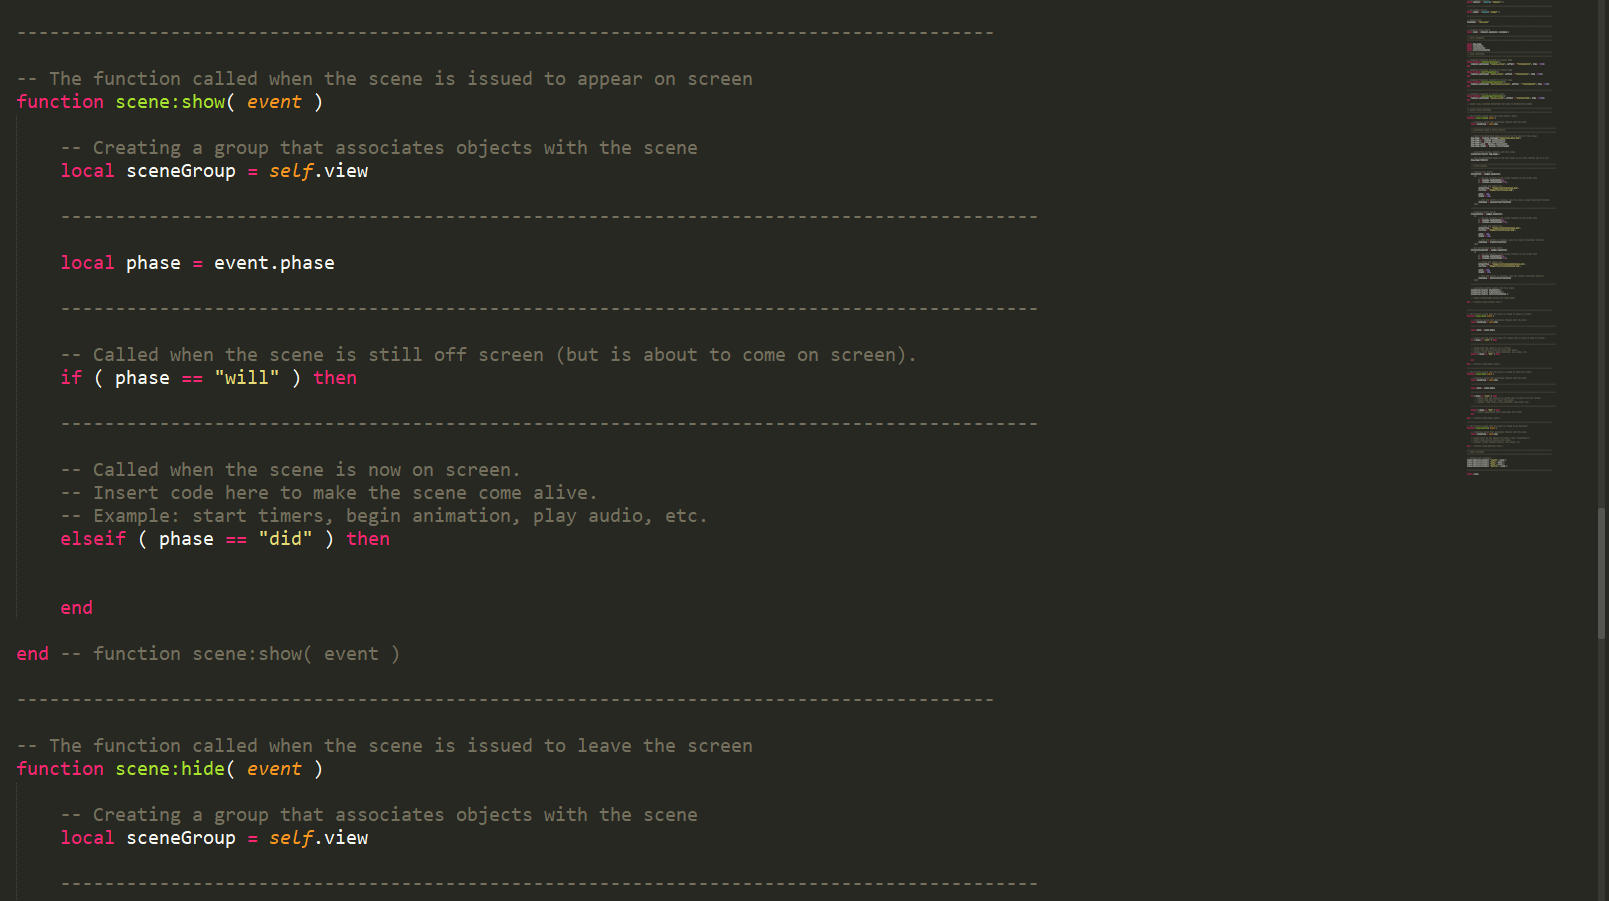 ------------------------------------------------------------------------------------------
-- The function called when the scene is issued to appear on screen
function scene:show( event )
-- Creating a group that associates objects with the scene
local sceneGroup = self.view
------------------------------------------------------------------------------------------
local phase = event.phase
------------------------------------------------------------------------------------------
-- Called when the scene is still off screen (but is about to come on screen).
if ( phase == "will" ) then
------------------------------------------------------------------------------------------
-- Called when the scene is now on screen.
-- Insert code here to make the scene come alive.
-- Example: start timers, begin animation, play audio, etc.
elseif ( phase == "did" ) then
end
end -- function scene:show( event )
------------------------------------------------------------------------------------------
-- The function called when the scene is issued to leave the screen
function scene:hide( event )
-- Creating a group that associates objects with the scene
local sceneGroup = self.view
------------------------------------------------------------------------------------------